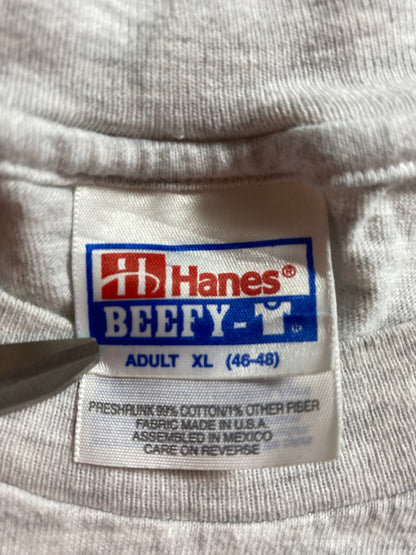 Hanes®
BEEFY-®
ADULT XL (46-48)
PRESHRUNK 99% COTTON/1% OTHER FIBER
FABRIC MADE IN U.S.A.
ASSEMBLED IN MEXICO
CARE ON REVERSE